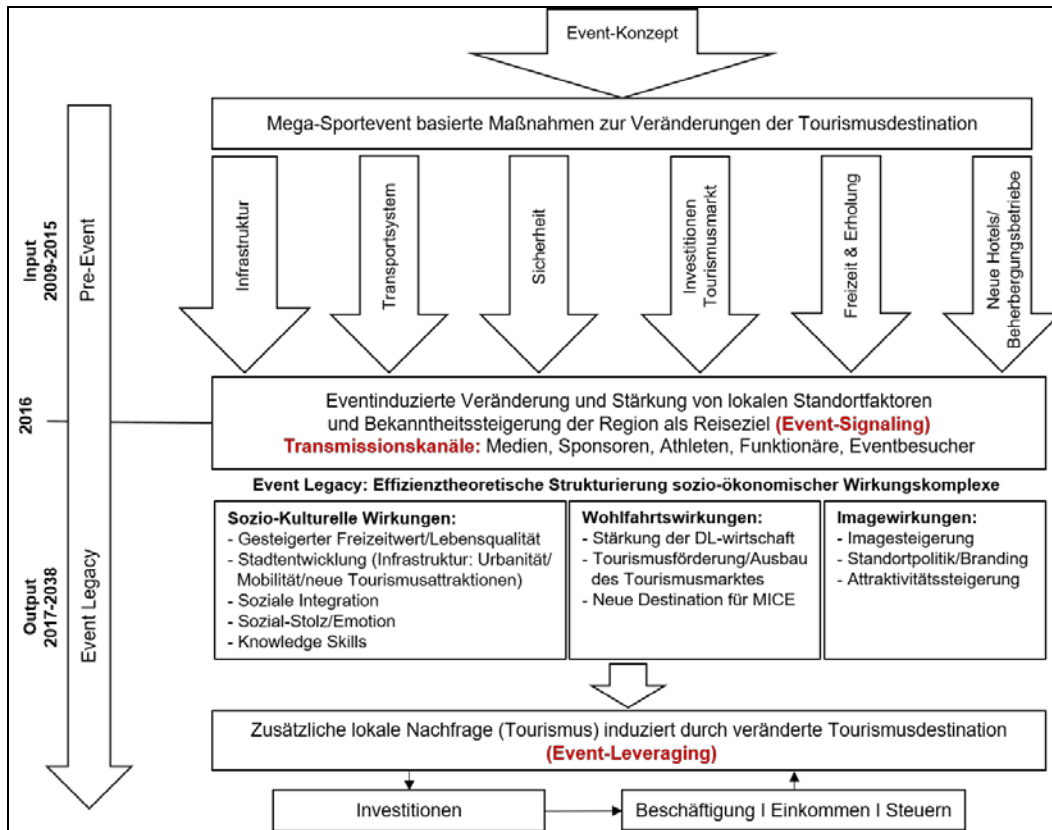 Event-Konzept
Mega-Sportevent basierte Maßnahmen zur Veränderungen der Tourismusdestination
Input
2009-2015
Pre-Event
Infrastruktur
Transportsystem
Sicherheit
Investitionen
Tourismusmarkt
Freizeit & Erholung
Neue Hotels/
Beherbergungsbetriebe
2016
Eventinduzierte Veränderung und Stärkung von lokalen Standortfaktoren
und Bekanntheitssteigerung der Region als Reiseziel (Event-Signaling)
Transmissionskanäle: Medien, Sponsoren, Athleten, Funktionäre, Eventbesucher
Event Legacy: Effizienztheoretische Strukturierung sozio-ökonomischer Wirkungskomplexe
Output
2017-2038
Event Legacy
Sozio-Kulturelle Wirkungen:
- Gesteigerter Freizeitwert/Lebensqualität
- Stadtentwicklung (Infrastruktur: Urbanität/
Mobilität/neue Tourismusattraktionen)
- Soziale Integration
- Sozial-Stolz/Emotion
- Knowledge Skills
Wohlfahrtswirkungen:
- Stärkung der DL-wirtschaft
- Tourismusförderung/Ausbau
des Tourismusmarktes
- Neue Destination für MICE
Imagewirkungen:
- Imagesteigerung
- Standortpolitik/Branding
- Attraktivitätssteigerung
Zusätzliche lokale Nachfrage (Tourismus) induziert durch veränderte Tourismusdestination
(Event-Leveraging)
Investitionen
Beschäftigung I Einkommen I Steuern